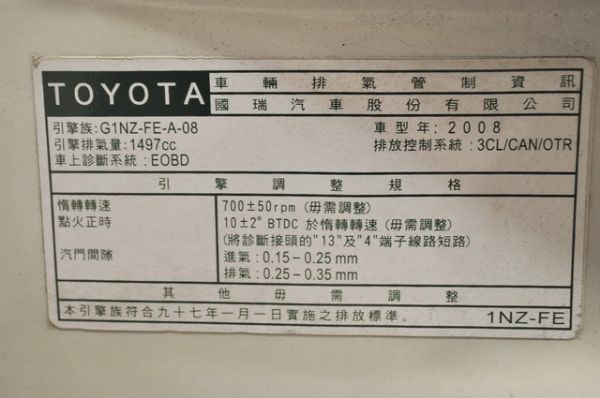 TOYOTA
車輛排氣管制資訊
國瑞汽車股份有限公司
引擎族:G1NZ-FE-A-08
車型年:2008
引擎排氣量:1497cc
排放控制系統:3CL/CAN/OTR
車上診斷系統:EOBD
引擎調整規格
惰轉轉速 700±50rpm (毋需調整)
點火正時 10±2° BTDC 於惰轉轉速 (毋需調整)
(將診斷接頭的"13"及"4"端子線路短路)
汽門間隙 進氣:0.15-0.25 mm
排氣:0.25-0.35 mm
其他毋需調整
本引擎族符合九十七年一月一日實施之排放標準。 1NZ-FE